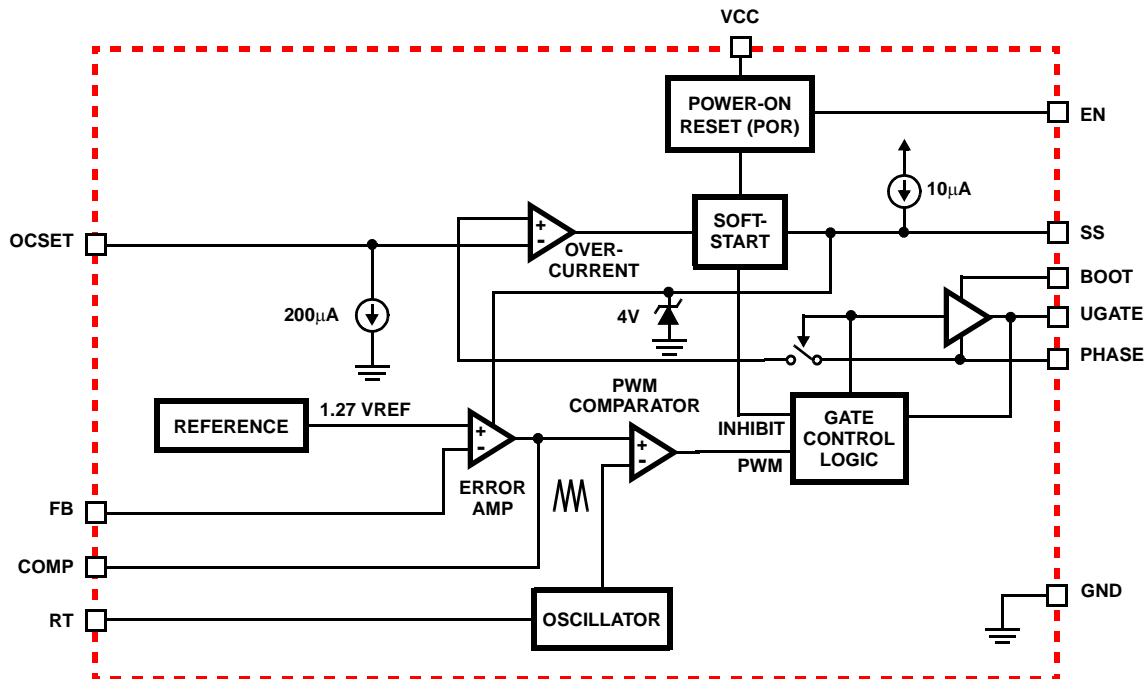 VCC
POWER-ON
RESET (POR)
EN
10µA
SOFT-
START
OCSET
+
-
OVER-
CURRENT
SS
BOOT
200µA
4V
UGATE
PHASE
PWM
COMPARATOR
REFERENCE
1.27 VREF
+
-
+
-
INHIBIT
PWM
GATE
CONTROL
LOGIC
ERROR
AMP
FB
COMP
RT
OSCILLATOR
GND